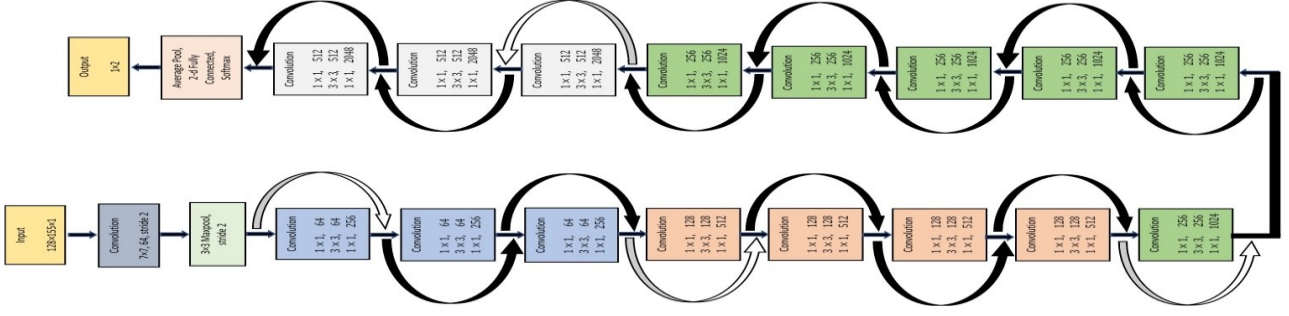 Input
128×155×1
Convolution
7×7, 64, stride 2
3×3 Maxpool,
stride 2
Convolution
1 x 1, 64
3 x 3, 64
1 x 1, 256
Convolution
1 x 1, 64
3 x 3, 64
1 x 1, 256
Convolution
1 x 1, 64
3 x 3, 64
1 x 1, 256
Convolution
1 x 1, 128
3 x 3, 128
1 x 1, 512
Convolution
1 x 1, 128
3 x 3, 128
1 x 1, 512
Convolution
1 x 1, 128
3 x 3, 128
1 x 1, 512
Convolution
1 x 1, 128
3 x 3, 128
1 x 1, 512
Convolution
1 x 1, 256
3 x 3, 256
1 x 1, 1024
Convolution
1 x 1, 256
3 x 3, 256
1 x 1, 1024
Convolution
1 x 1, 256
3 x 3, 256
1 x 1, 1024
Convolution
1 x 1, 256
3 x 3, 256
1 x 1, 1024
Convolution
1 x 1, 256
3 x 3, 256
1 x 1, 1024
Convolution
1 x 1, 256
3 x 3, 256
1 x 1, 1024
Convolution
1 x 1, 512
3 x 3, 512
1 x 1, 2048
Convolution
1 x 1, 512
3 x 3, 512
1 x 1, 2048
Convolution
1 x 1, 512
3 x 3, 512
1 x 1, 2048
Average Pool,
2-d Fully
Connected,
Softmax
Output
1×2